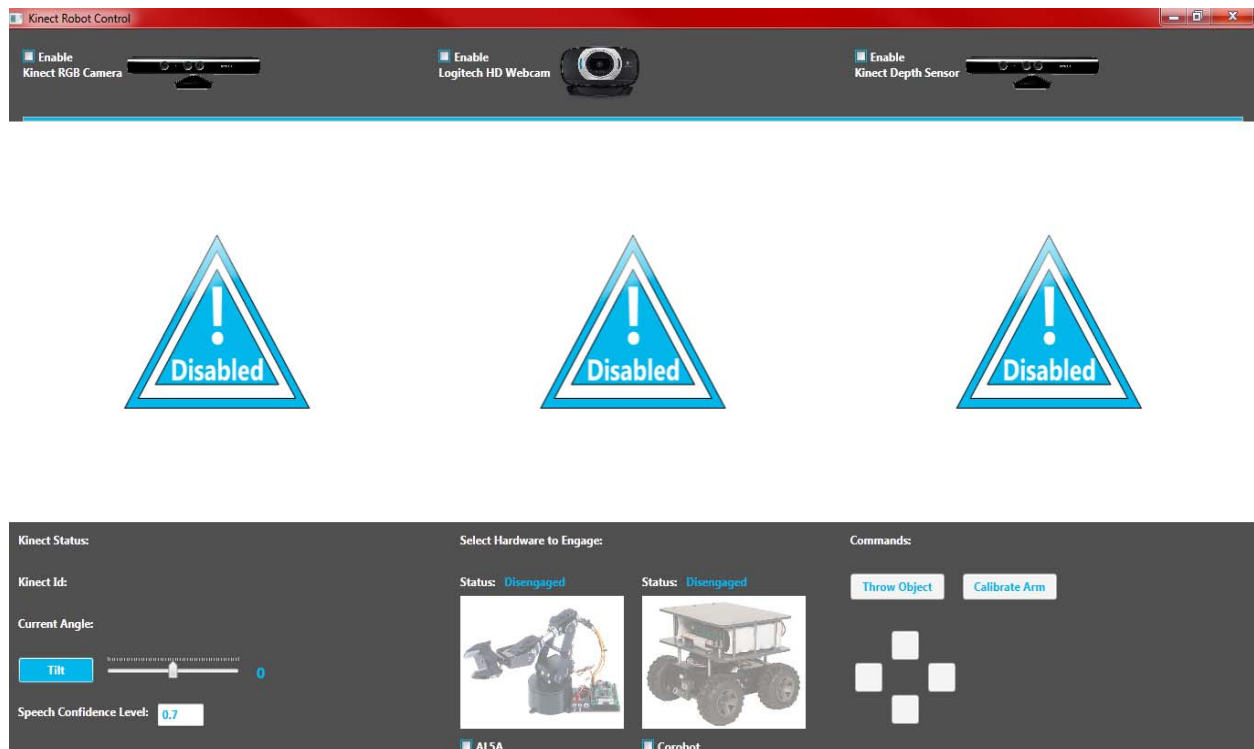 Kinect Robot Control
Enable
Kinect RGB Camera
Enable
Logitech HD Webcam
Enable
Kinect Depth Sensor
!
Disabled
!
Disabled
!
Disabled
Kinect Status:
Kinect Id:
Current Angle:
Tilt
0
Speech Confidence Level: 0.7
Select Hardware to Engage:
Status: Disengaged
Status: Disengaged
AL5A
Corobot
Commands:
Throw Object
Calibrate Arm